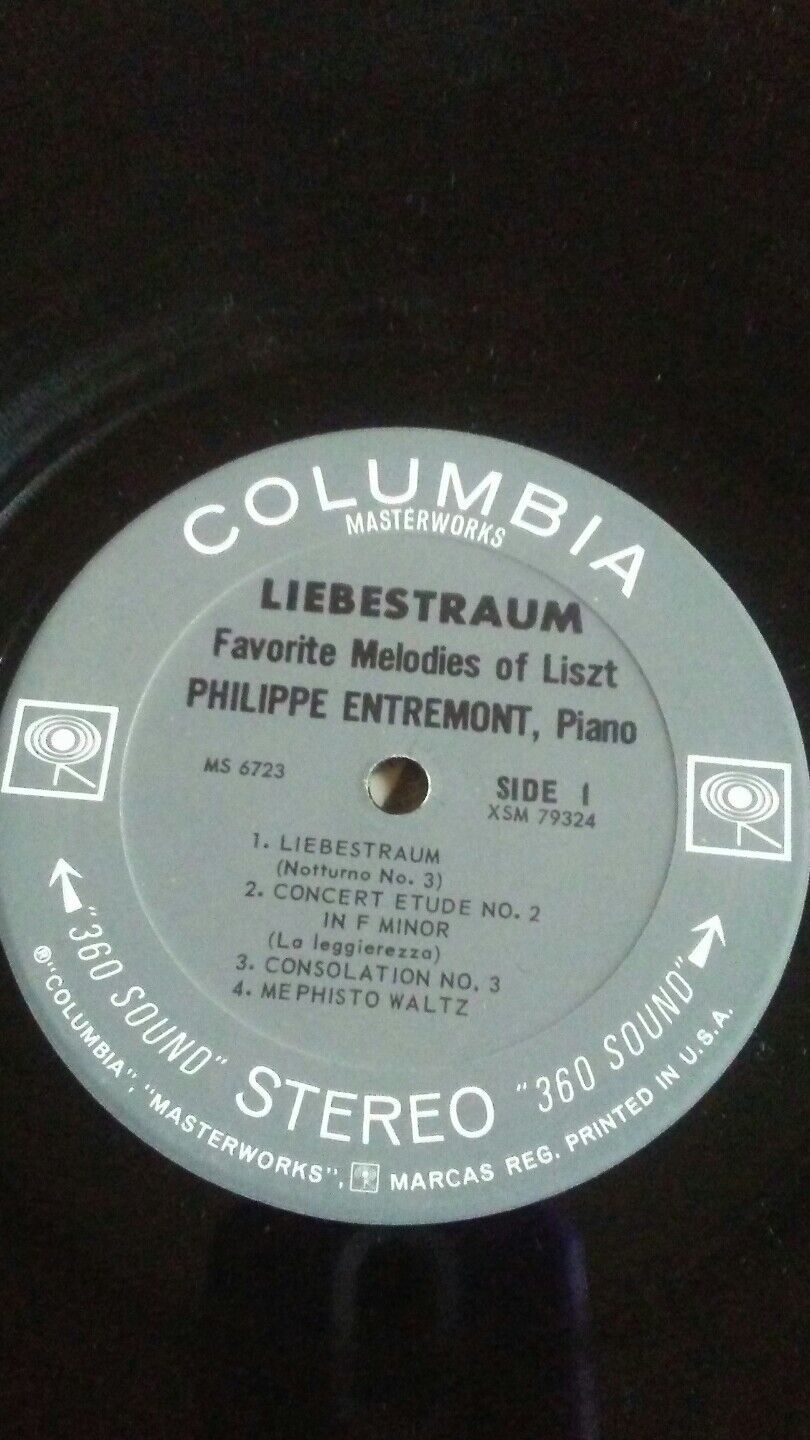 COLUMBIA
MASTERWORKS
LIEBESTRAUM
Favorite Melodies of Liszt
PHILIPPE ENTREMONT, Piano
MS 6723
SIDE 1
XSM 79324
1. LIEBESTRAUM
(Notturno No. 3)
2. CONCERT ETUDE NO. 2
IN F MINOR
(La leggierezza)
3. CONSOLATION NO. 3
4. MEPHISTO WALTZ
"360 SOUND" STEREO "360 SOUND"
®"COLUMBIA", "MASTERWORKS", MARCAS REG. PRINTED IN U.S.A.